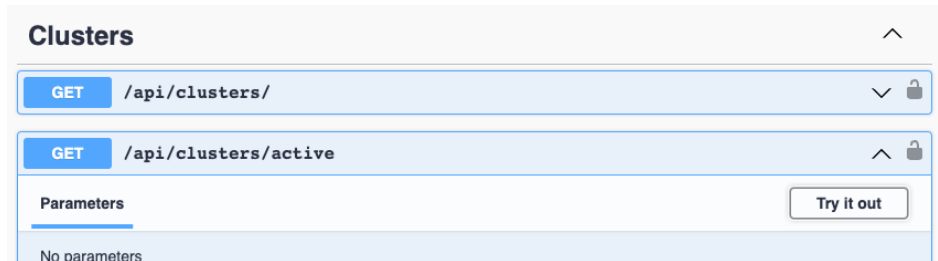 Clusters
GET /api/clusters/
GET /api/clusters/active
Parameters Try it out
No parameters